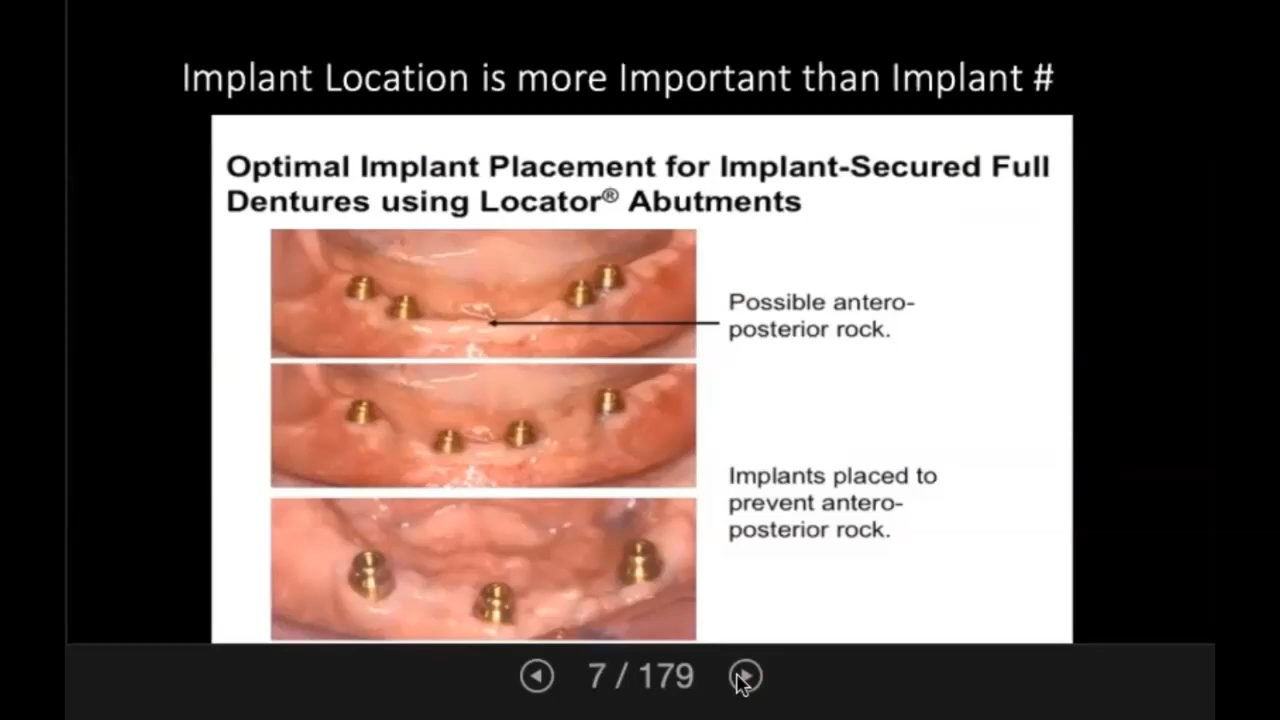 Implant Location is more Important than Implant #
Optimal Implant Placement for Implant-Secured Full
Dentures using Locator® Abutments
Possible antero-
posterior rock.
Implants placed to
prevent antero-
posterior rock.
7 / 179